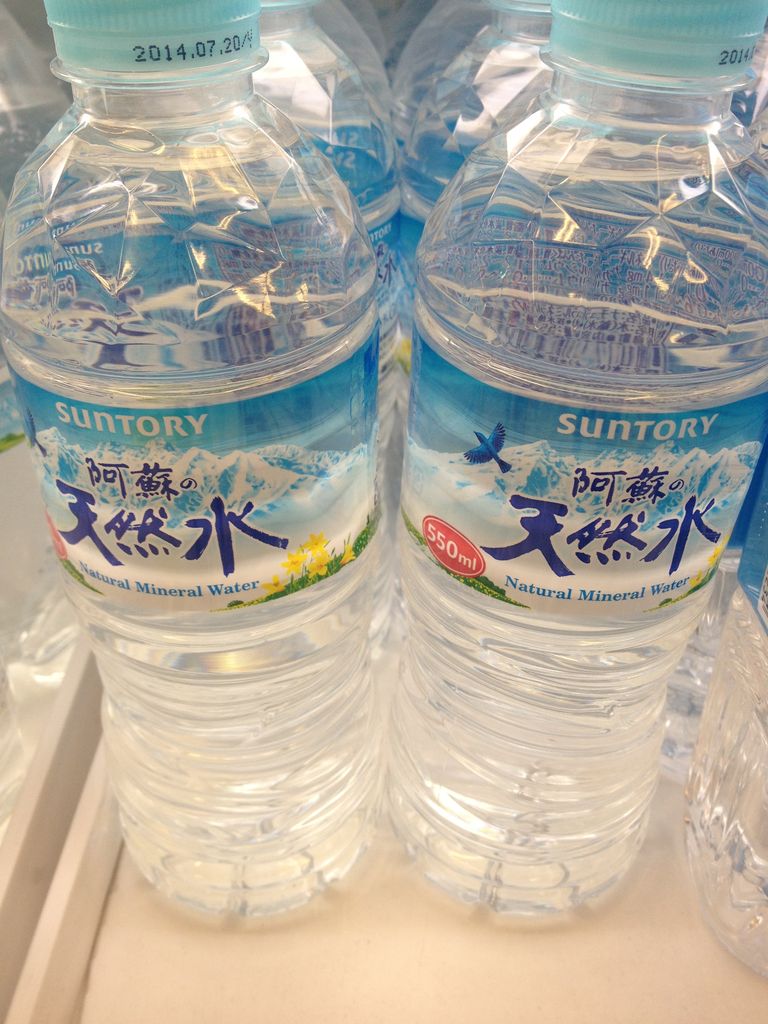 2014.07.20/
2014
SUNTORY
阿蘇の
天然水
Natural Mineral Water
SUNTORY
阿蘇の
天然水
550ml
Natural Mineral Water